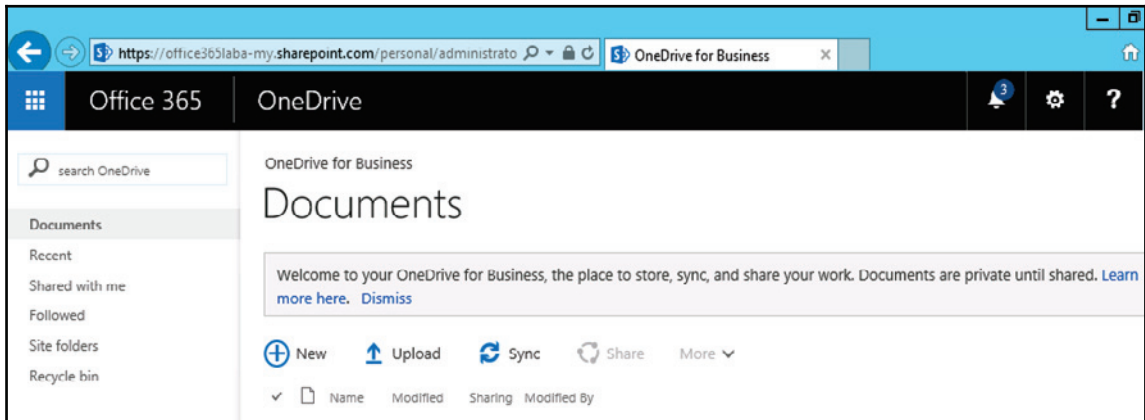 https://office365laba-my.sharepoint.com/personal/administrato
OneDrive for Business
Office 365
OneDrive
3
?
search OneDrive
Documents
Recent
Shared with me
Followed
Site folders
Recycle bin
OneDrive for Business
Documents
Welcome to your OneDrive for Business, the place to store, sync, and share your work. Documents are private until shared. Learn
more here. Dismiss
New Upload Sync Share More
Name Modified Sharing Modified By